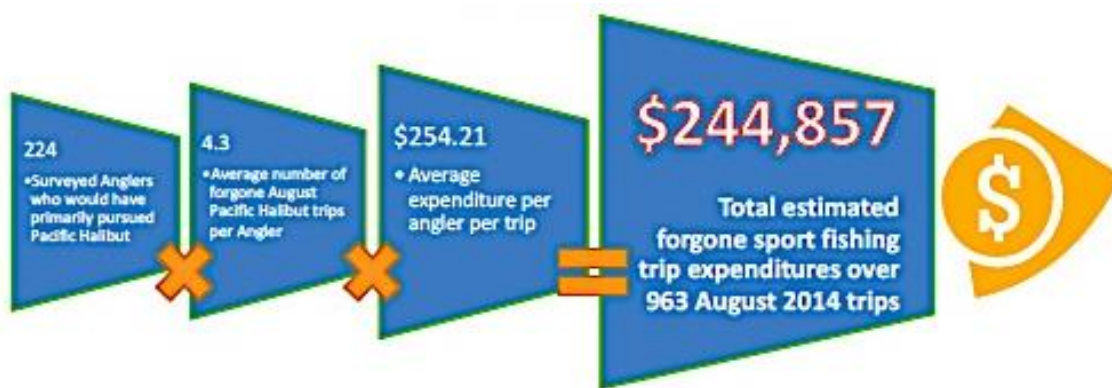 224
•Surveyed Anglers
who would have
primarily pursued
Pacific Halibut
4.3
•Average number of
forgone August
Pacific Halibut trips
per Angler
$254.21
• Average
expenditure per
angler per trip
$244,857
Total estimated
forgone sport fishing
trip expenditures over
963 August 2014 trips
$